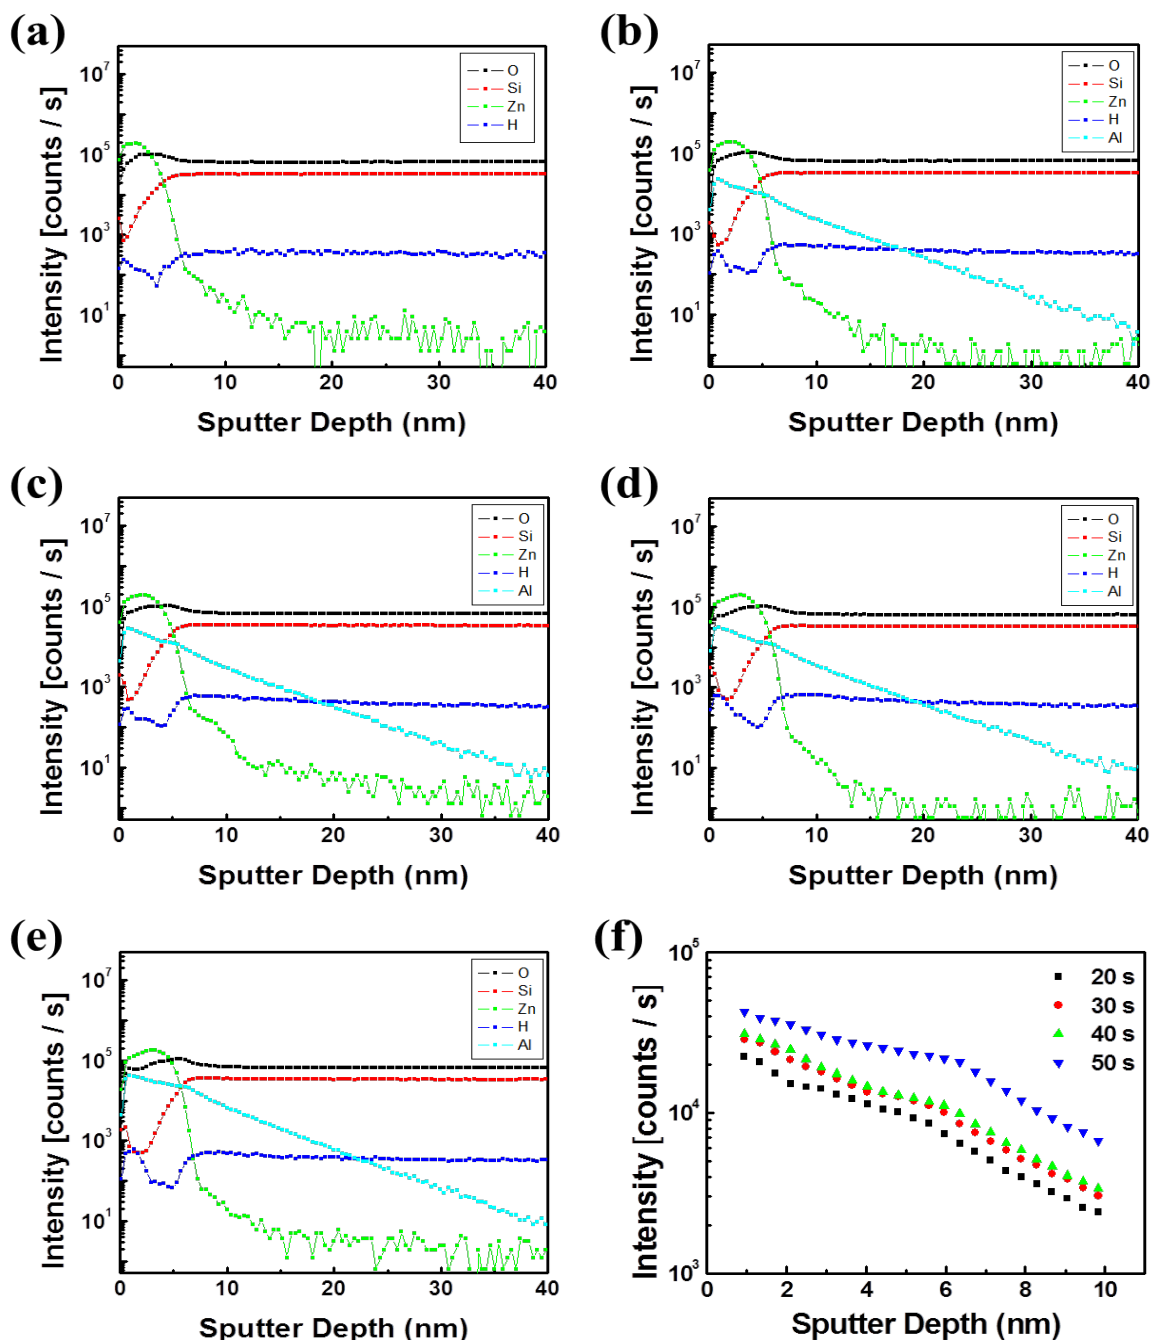 (a)
Intensity [counts / s]
10^7
10^5
10^3
10^1
O
Si
Zn
H
0 10 20 30 40
Sputter Depth (nm)
(b)
Intensity [counts / s]
10^7
10^5
10^3
10^1
O
Si
Zn
H
Al
0 10 20 30 40
Sputter Depth (nm)
(c)
Intensity [counts / s]
10^7
10^5
10^3
10^1
O
Si
Zn
H
Al
0 10 20 30 40
Sputter Depth (nm)
(d)
Intensity [counts / s]
10^7
10^5
10^3
10^1
O
Si
Zn
H
Al
0 10 20 30 40
Sputter Depth (nm)
(e)
Intensity [counts / s]
10^7
10^5
10^3
10^1
O
Si
Zn
H
Al
0 10 20 30 40
Sputter Depth (nm)
(f)
Intensity [counts / s]
10^5
10^4
10^3
20 s
30 s
40 s
50 s
0 2 4 6 8 10
Sputter Depth (nm)